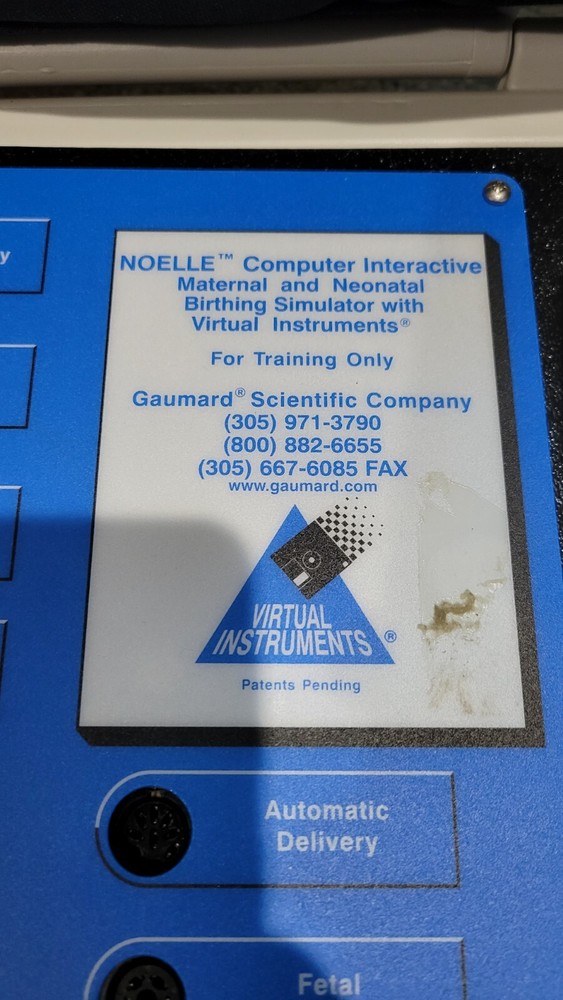 y
NOELLE™ Computer Interactive
Maternal and Neonatal
Birthing Simulator with
Virtual Instruments®
For Training Only
Gaumard® Scientific Company
(305) 971-3790
(800) 882-6655
(305) 667-6085 FAX
www.gaumard.com
VIRTUAL
INSTRUMENTS®
Patents Pending
Automatic
Delivery
Fetal